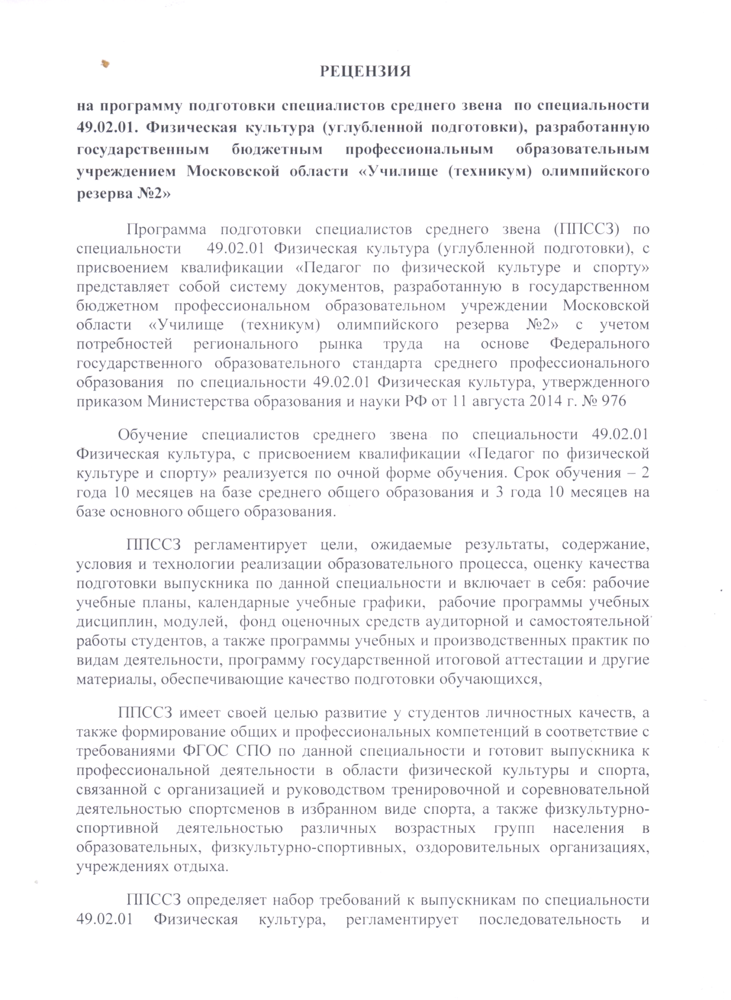 РЕЦЕНЗИЯ
на программу подготовки специалистов среднего звена по специальности
49.02.01. Физическая культура (углубленной подготовки), разработанную
государственным бюджетным профессиональным образовательным
учреждением Московской области «Училище (техникум) олимпийского
резерва №2»
Программа подготовки специалистов среднего звена (ППССЗ) по
специальности 49.02.01 Физическая культура (углубленной подготовки), с
присвоением квалификации «Педагог по физической культуре и спорту»
представляет собой систему документов, разработанную в государственном
бюджетном профессиональном образовательном учреждении Московской
области «Училище (техникум) олимпийского резерва №2» с учетом
потребностей регионального рынка труда на основе Федерального
государственного образовательного стандарта среднего профессионального
образования по специальности 49.02.01 Физическая культура, утвержденного
приказом Министерства образования и науки РФ от 11 августа 2014 г. № 976
Обучение специалистов среднего звена по специальности 49.02.01
Физическая культура, с присвоением квалификации «Педагог по физической
культуре и спорту» реализуется по очной форме обучения. Срок обучения – 2
года 10 месяцев на базе среднего общего образования и 3 года 10 месяцев на
базе основного общего образования.
ППССЗ регламентирует цели, ожидаемые результаты, содержание,
условия и технологии реализации образовательного процесса, оценку качества
подготовки выпускника по данной специальности и включает в себя: рабочие
учебные планы, календарные учебные графики, рабочие программы учебных
дисциплин, модулей, фонд оценочных средств аудиторной и самостоятельной
работы студентов, а также программы учебных и производственных практик по
видам деятельности, программу государственной итоговой аттестации и другие
материалы, обеспечивающие качество подготовки обучающихся,
ППССЗ имеет своей целью развитие у студентов личностных качеств, а
также формирование общих и профессиональных компетенций в соответствие с
требованиями ФГОС СПО по данной специальности и готовит выпускника к
профессиональной деятельности в области физической культуры и спорта,
связанной с организацией и руководством тренировочной и соревновательной
деятельностью спортсменов в избранном виде спорта, а также физкультурно-
спортивной деятельностью различных возрастных групп населения в
образовательных, физкультурно-спортивных, оздоровительных организациях,
учреждениях отдыха.
ППССЗ определяет набор требований к выпускникам по специальности
49.02.01 Физическая культура, регламентирует последовательность и